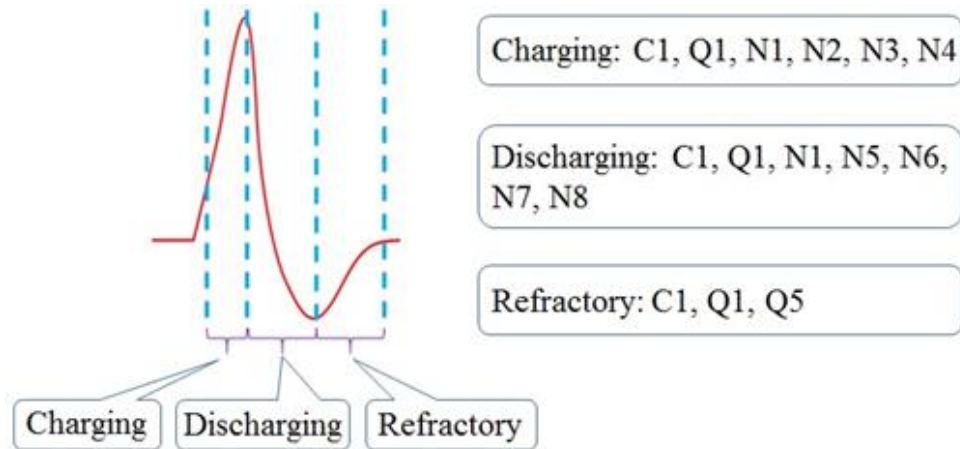 Charging: C1, Q1, N1, N2, N3, N4
Discharging: C1, Q1, N1, N5, N6,
N7, N8
Refractory: C1, Q1, Q5
Charging
Discharging
Refractory